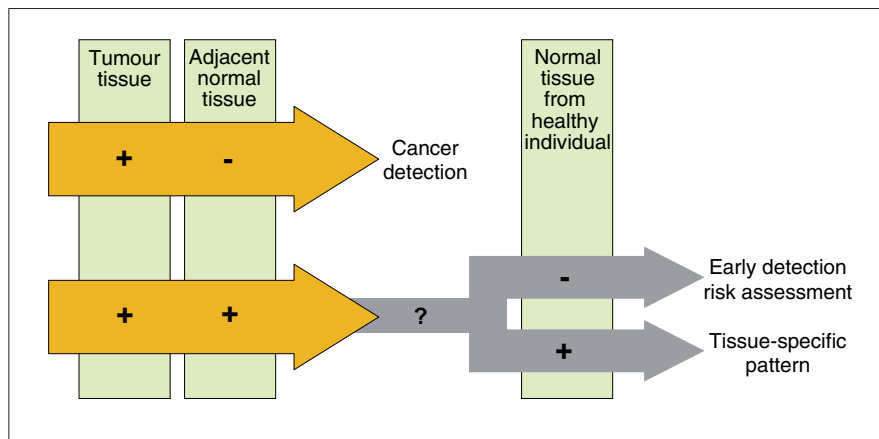 Tumour
tissue
Adjacent
normal
tissue
Normal
tissue
from
healthy
individual
+
-
Cancer
detection
+
+
?
-
Early detection
risk assessment
+
Tissue-specific
pattern